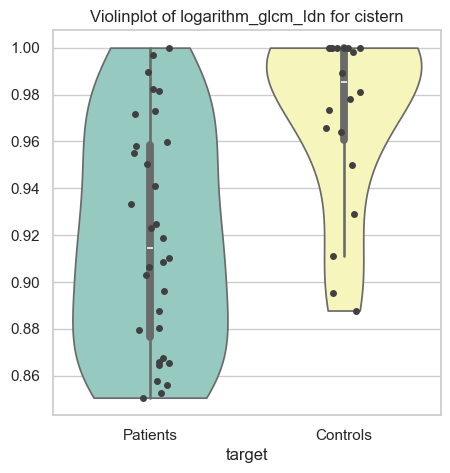 Violinplot of logarithm_glcm_Idn for cistern
1.00
0.98
0.96
0.94
0.92
0.90
0.88
0.86
Patients
Controls
target